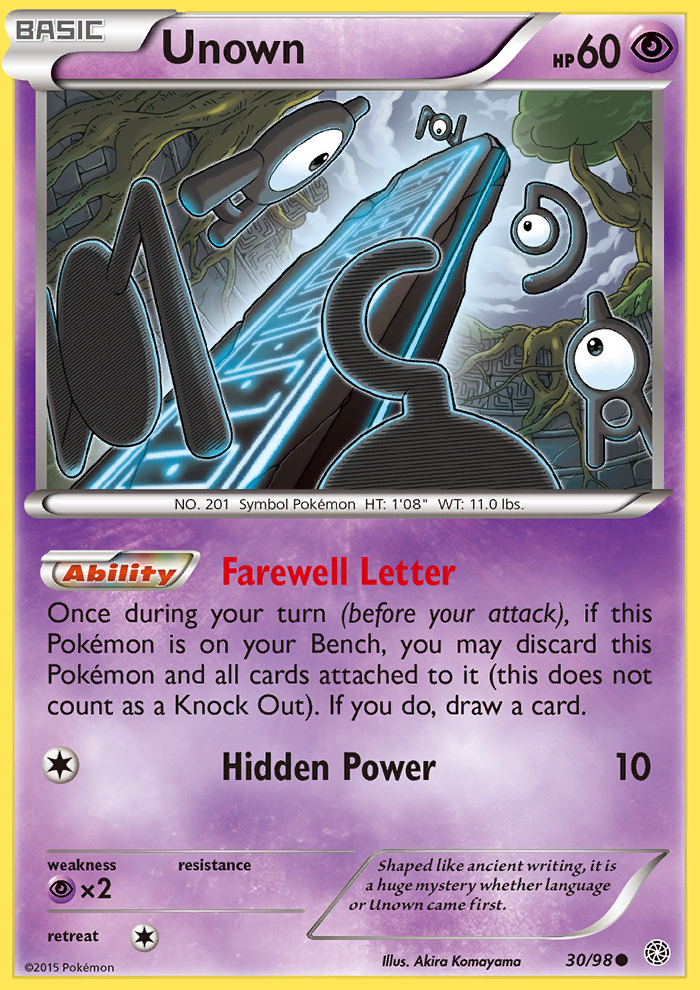 BASIC
Unown
HP60
NO. 201 Symbol Pokémon HT: 1'08" WT: 11.0 lbs.
Ability Farewell Letter
Once during your turn (before your attack), if this
Pokémon is on your Bench, you may discard this
Pokémon and all cards attached to it (this does not
count as a Knock Out). If you do, draw a card.
Hidden Power 10
weakness resistance
×2
retreat
Shaped like ancient writing, it is
a huge mystery whether language
or Unown came first.
Illus. Akira Komayama
30/98
©2015 Pokémon